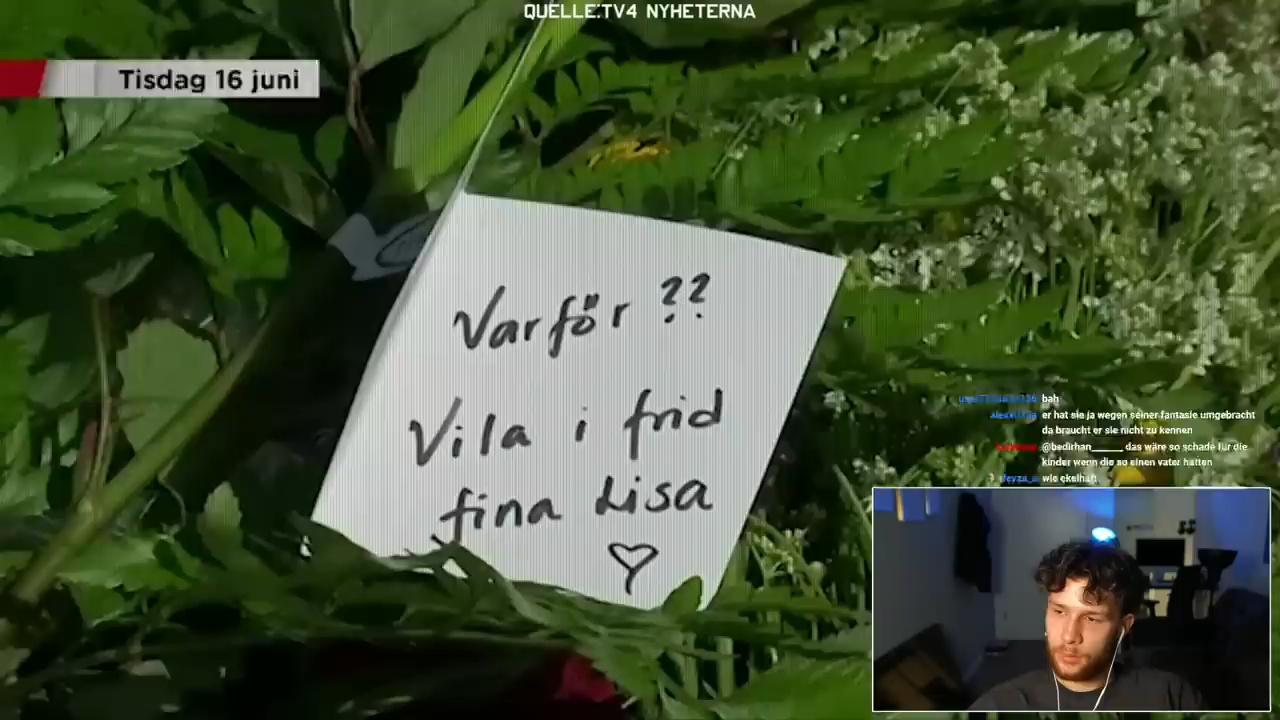 QUELLE:TV4 NYHETERNA
Tisdag 16 juni
Varför ??
Vila i frid
fina Lisa
bah
er hat sie ja wegen seiner fantasie umgebracht
da braucht er sie nicht zu kennen
@bedirhan______ das wäre so schade für die
kinder wenn die so einen vater hätten
wie ekelhaft